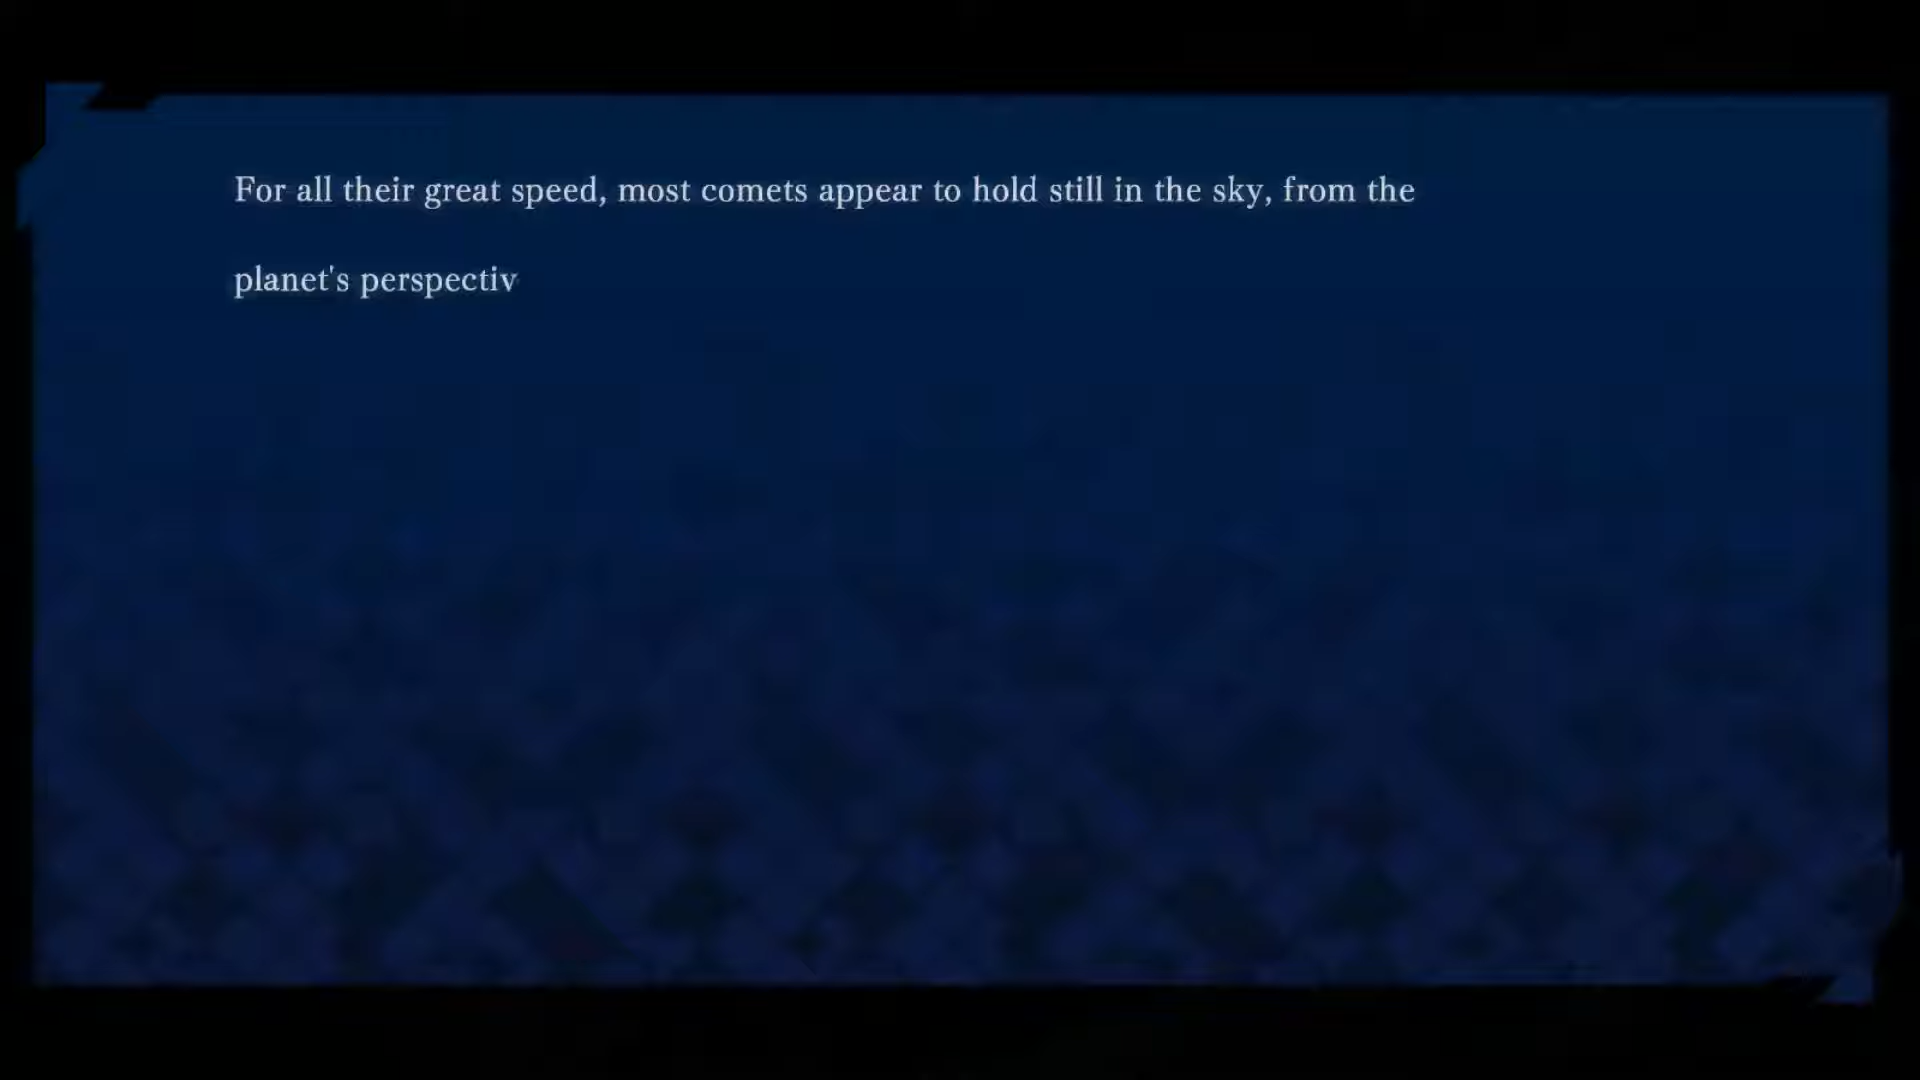 For all their great speed, most comets appear to hold still in the sky, from the
planet's perspectiv